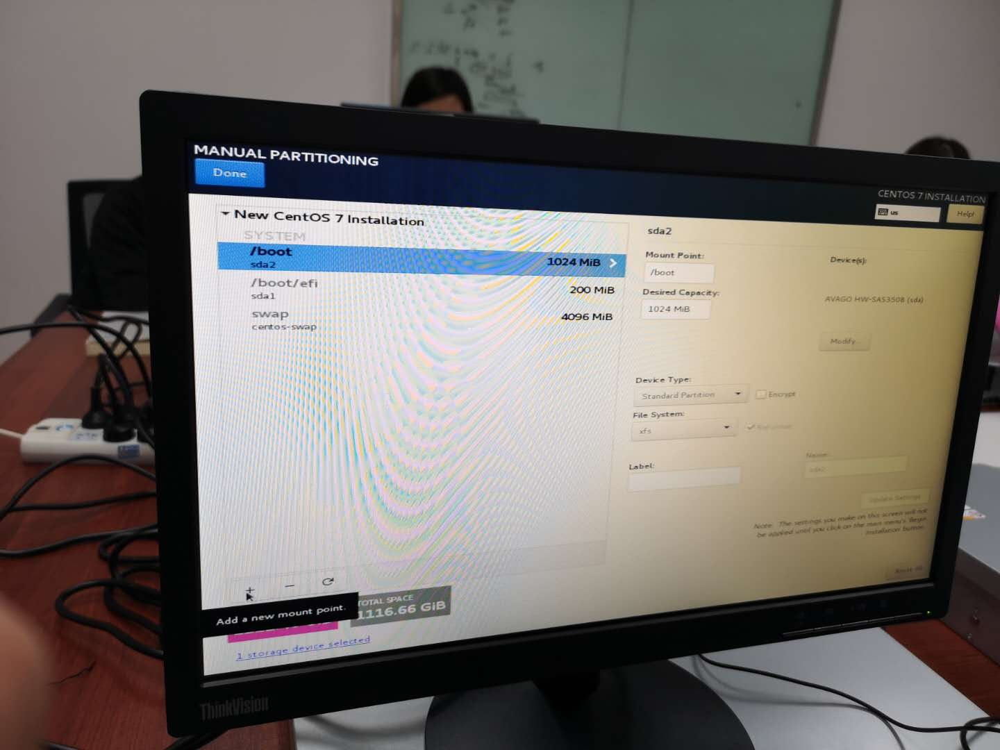 MANUAL PARTITIONING
Done
CENTOS 7 INSTALLATION
us
Help!
New CentOS 7 Installation
SYSTEM
/boot
sda2
1024 MiB
/boot/efi
sda1
200 MiB
swap
centos-swap
4096 MiB
sda2
Mount Point:
/boot
Device(s):
Desired Capacity:
1024 MiB
AVAGO HW-SAS3508 (sda)
Modify...
Device Type:
Standard Partition
Encrypt
File System:
xfs
Reformat
Label:
Name:
sda2
Update Settings
Note: The settings you make on this screen will not
be applied until you click on the main menu's 'Begin
Installation' button.
Reset All
+ −
Add a new mount point.
TOTAL SPACE
1116.66 GiB
1 storage device selected
ThinkVision